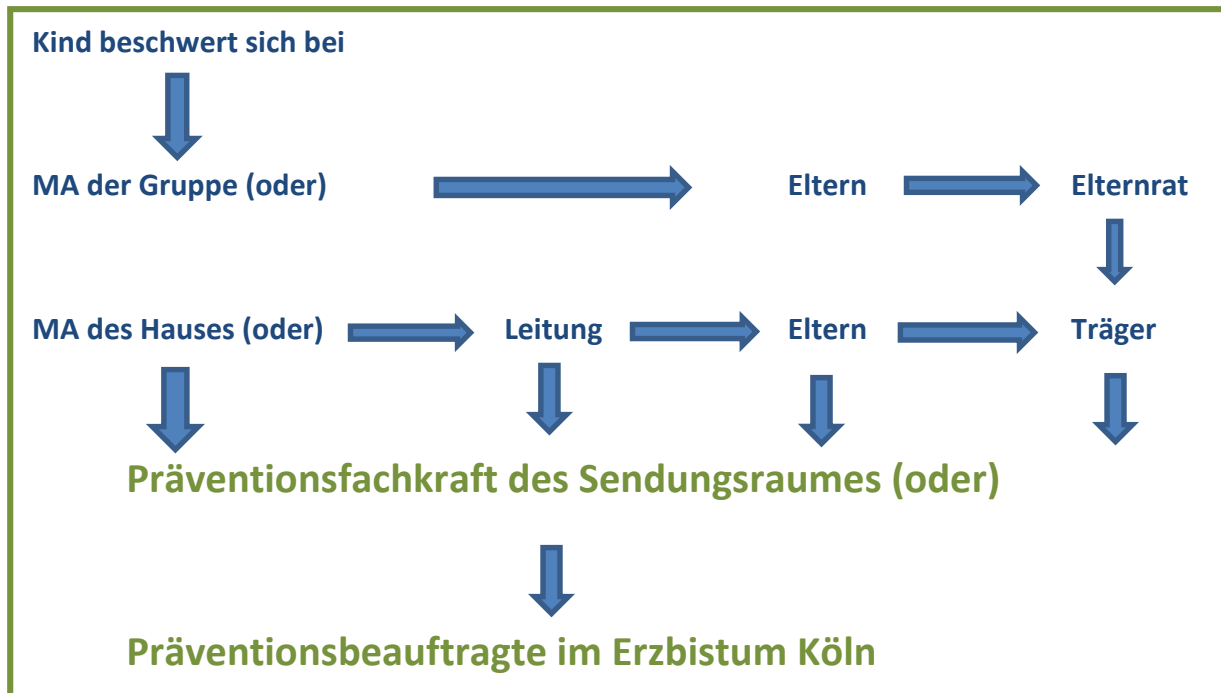 Kind beschwert sich bei
MA der Gruppe (oder) Eltern Elternrat
MA des Hauses (oder) Leitung Eltern Träger
Präventionsfachkraft des Sendungsraumes (oder)
Präventionsbeauftragte im Erzbistum Köln